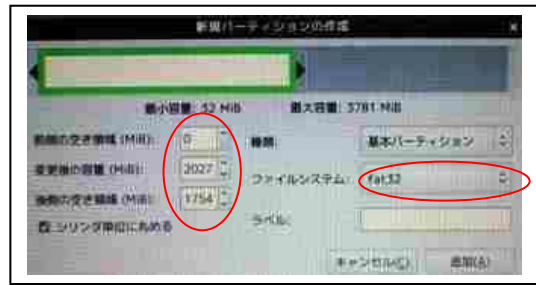 新規パーティションの作成
最小容量: 52 MiB 最大容量: 3781 MiB
前側の空き領域 (MiB): 0 種類: 基本パーティション
変更後の容量 (MiB): 2027 ファイルシステム: fat32
後側の空き領域 (MiB): 1754 ラベル:
シリンダ単位に丸める
キャンセル(C) 追加(A)